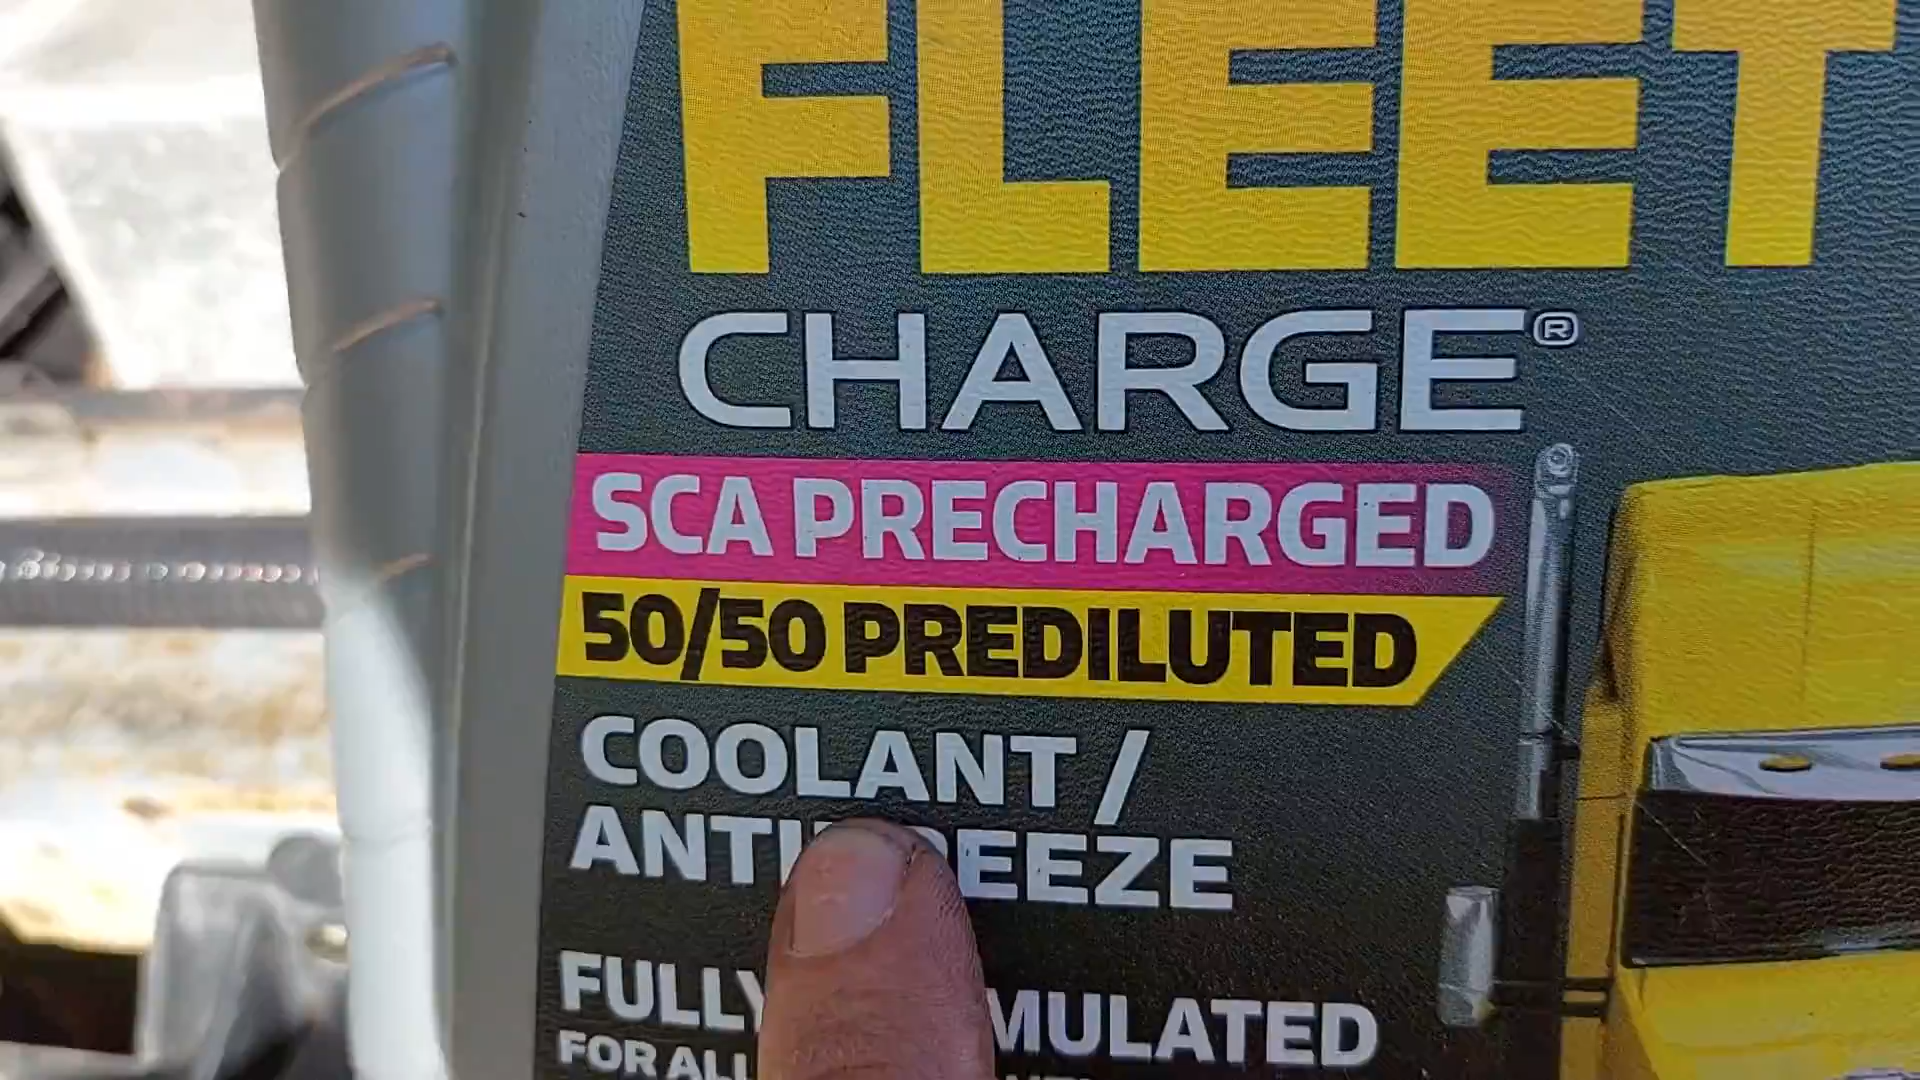 FLEET
CHARGE®
SCA PRECHARGED
50/50 PREDILUTED
COOLANT /
ANTIFREEZE
FULLY FORMULATED
FOR ALL